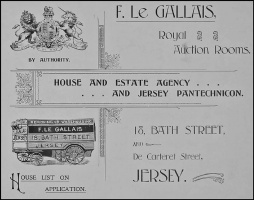 F. LE GALLAIS,
Royal
Auction Rooms.
BY AUTHORITY.
HOUSE AND ESTATE AGENCY . . .
. . . AND JERSEY PANTECHNICON.
F. LE GALLAIS
18, BATH STREET,
JERSEY
18, BATH STREET,
AND
De Carteret Street,
JERSEY.
HOUSE LIST ON
APPLICATION.